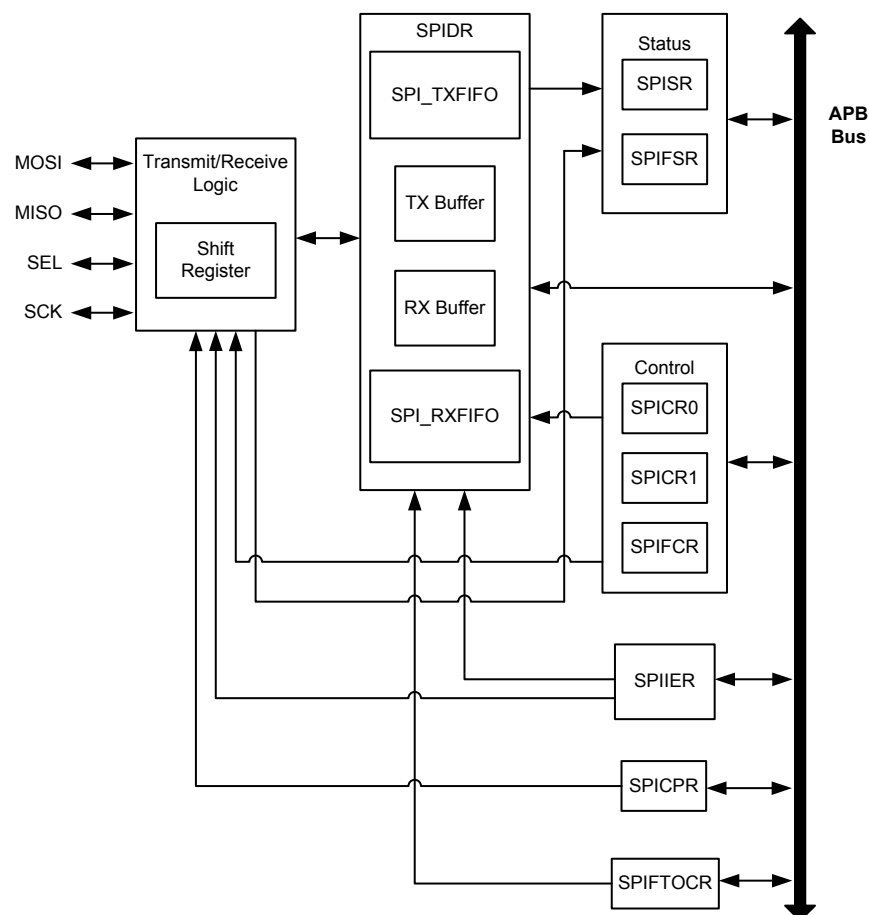 SPIDR
SPI_TXFIFO
TX Buffer
RX Buffer
SPI_RXFIFO
Status
SPISR
SPIFSR
APB
Bus
MOSI
MISO
SEL
SCK
Transmit/Receive
Logic
Shift
Register
Control
SPICR0
SPICR1
SPIFCR
SPIIER
SPICPR
SPIFTOCR